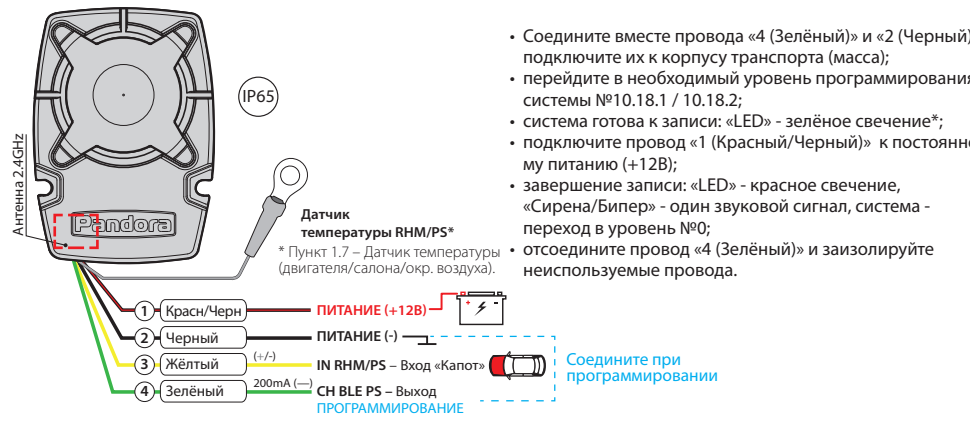 Антенна 2.4GHz
Pandora
IP65
Датчик
температуры RHM/PS*
* Пункт 1.7 – Датчик температуры
(двигателя/салона/окр. воздуха).
1 Красн/Черн ПИТАНИЕ (+12В) + -
2 Черный ПИТАНИЕ (-)
3 Жёлтый (+/-) IN RHM/PS – Вход «Капот»
4 Зелёный 200mA (—) CH BLE PS – Выход
ПРОГРАММИРОВАНИЕ
Соедините при
программировании
• Соедините вместе провода «4 (Зелёный)» и «2 (Черный)
подключите их к корпусу транспорта (масса);
• перейдите в необходимый уровень программирования
системы №10.18.1 / 10.18.2;
• система готова к записи: «LED» - зелёное свечение*;
• подключите провод «1 (Красный/Черный)» к постоянно
му питанию (+12В);
• завершение записи: «LED» - красное свечение,
«Сирена/Бипер» - один звуковой сигнал, система -
переход в уровень №0;
• отсоедините провод «4 (Зелёный)» и заизолируйте
неиспользуемые провода.